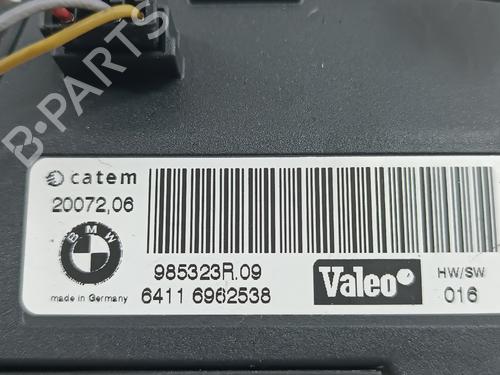 B-PARTS
catem
20072,06
BMW
985323R.09
made in Germany
6411 6962538
Valeo
HW/SW
016